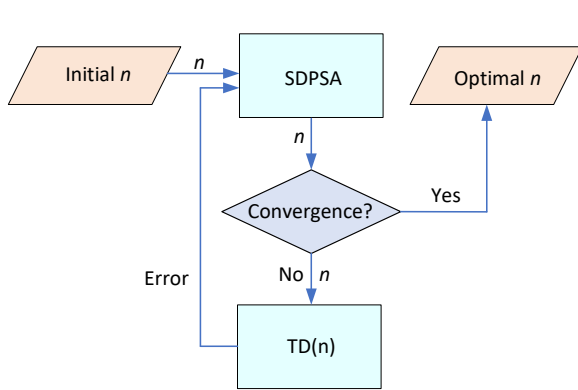 Initial n
n
SDPSA
Optimal n
n
Convergence?
Yes
No
n
Error
TD(n)